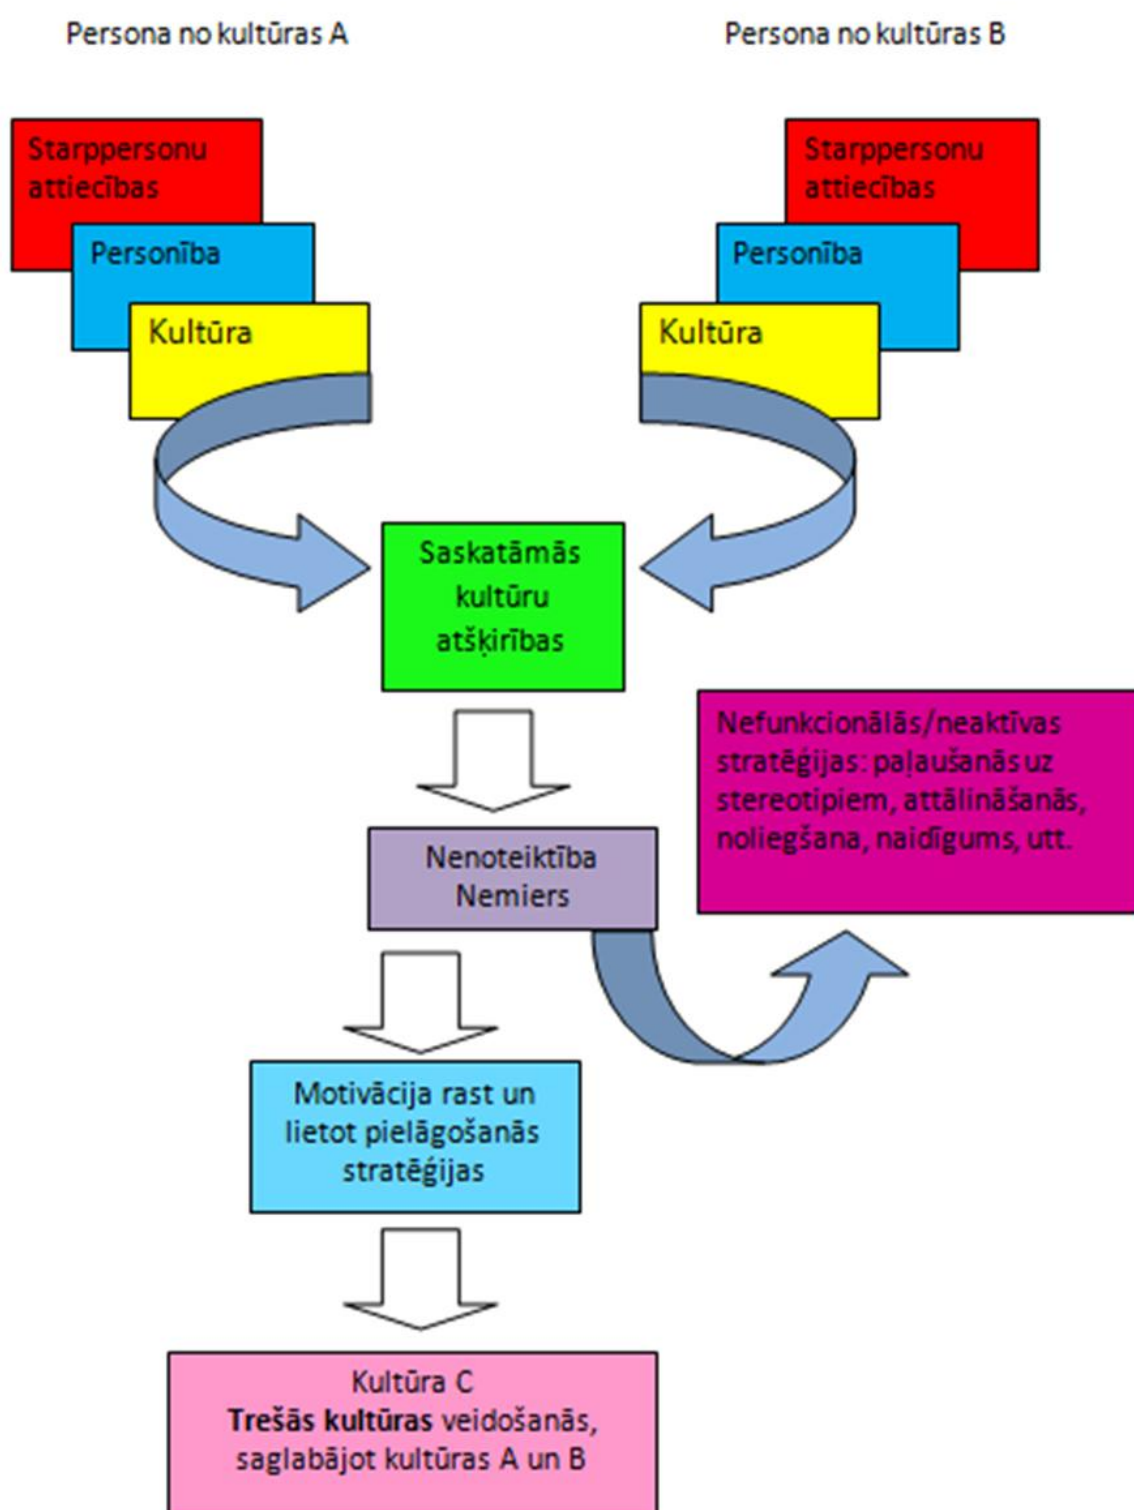 Persona no kultūras A
Persona no kultūras B
Starppersonu
attiecības
Personība
Kultūra
Starppersonu
attiecības
Personība
Kultūra
Saskatāmās
kultūru
atšķirības
Nefunkcionālās/neaktīvas
stratēģijas: paļaušanās uz
stereotipiem, attālināšanās,
noliegšana, naidīgums, utt.
Nenoteiktība
Nemiers
Motivācija rast un
lietot pielāgošanās
stratēģijas
Kultūra C
Trešās kultūras veidošanās,
saglabājot kultūras A un B